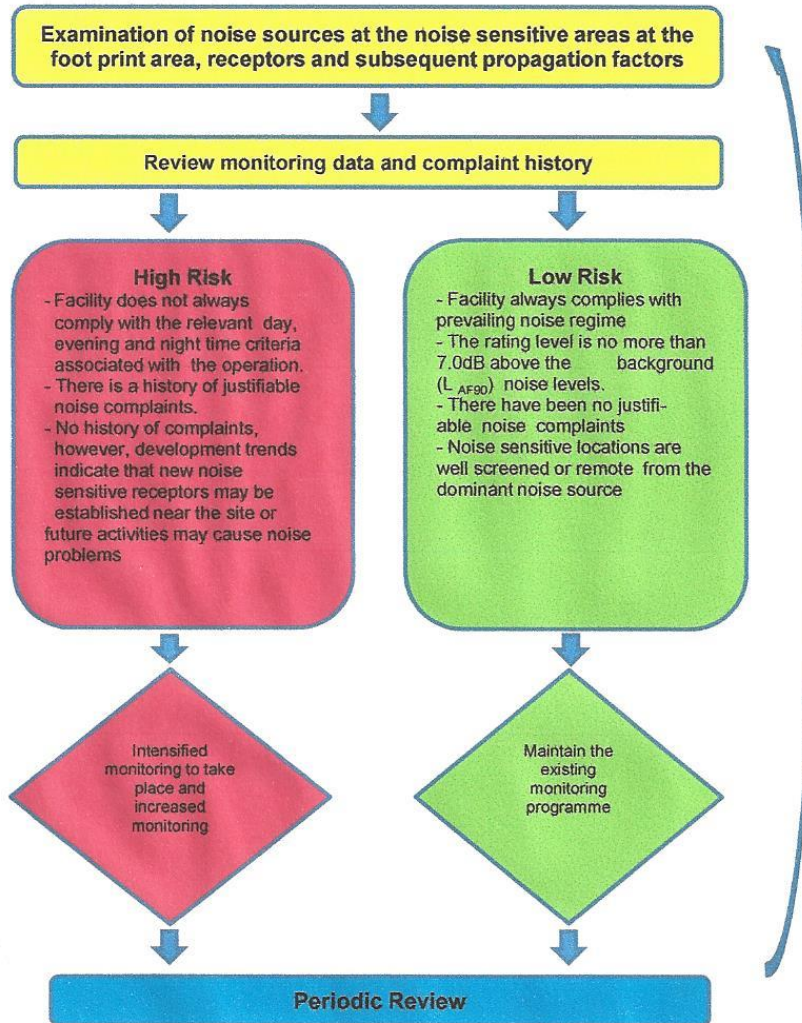 Examination of noise sources at the noise sensitive areas at the
foot print area, receptors and subsequent propagation factors
Review monitoring data and complaint history
High Risk
- Facility does not always
comply with the relevant day,
evening and night time criteria
associated with the operation.
- There is a history of justifiable
noise complaints.
- No history of complaints,
however, development trends
indicate that new noise
sensitive receptors may be
established near the site or
future activities may cause noise
problems
Low Risk
- Facility always complies with
prevailing noise regime
- The rating level is no more than
7.0dB above the background
(L AF90) noise levels.
- There have been no justifi-
able noise complaints
- Noise sensitive locations are
well screened or remote from the
dominant noise source
Intensified
monitoring to take
place and
increased
monitoring
Maintain the
existing
monitoring
programme
Periodic Review